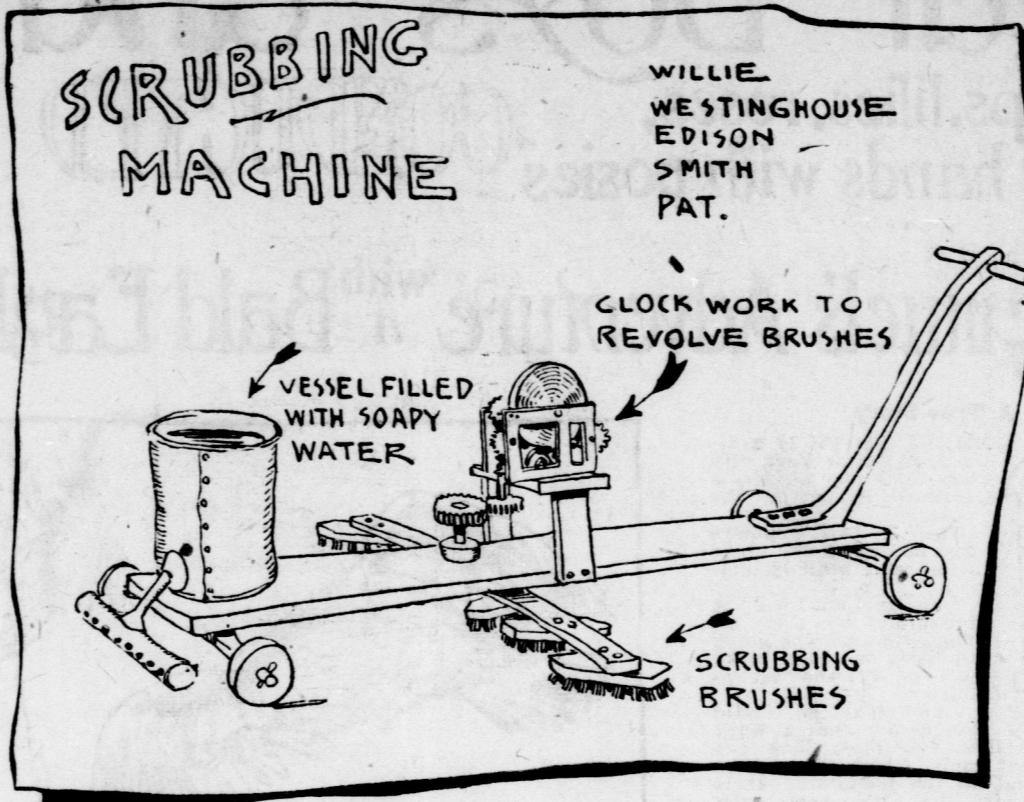 SCRUBBING
MACHINE
WILLIE
WESTINGHOUSE
EDISON
SMITH
PAT.
CLOCK WORK TO
REVOLVE BRUSHES
VESSEL FILLED
WITH SOAPY
WATER
SCRUBBING
BRUSHES